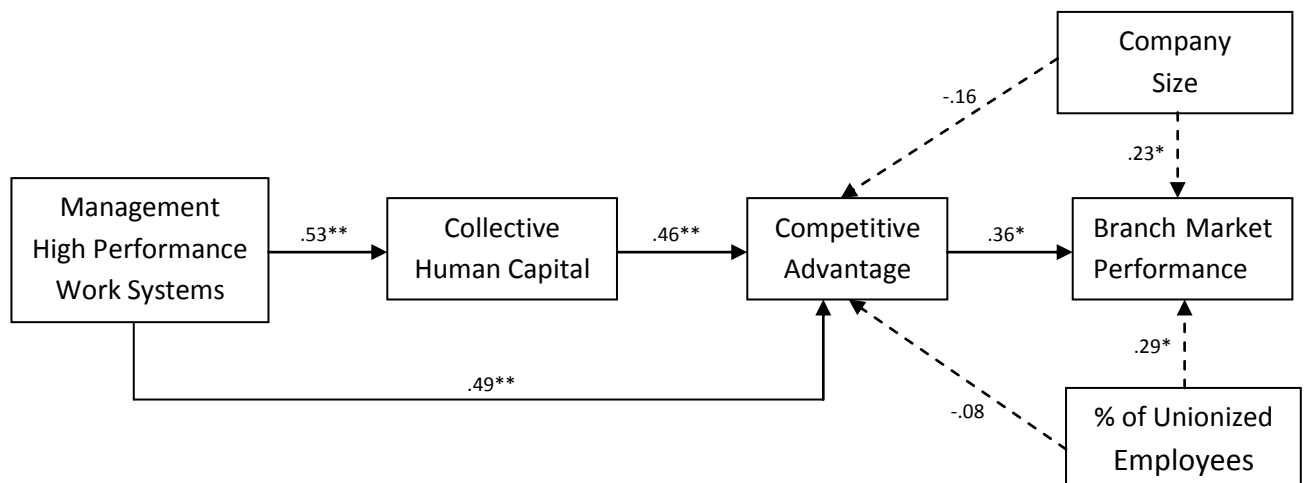 Company
Size
-.16
.23*
Management
High Performance
Work Systems
.53**
Collective
Human Capital
.46**
Competitive
Advantage
.36*
Branch Market
Performance
.49**
-.08
.29*
% of Unionized
Employees